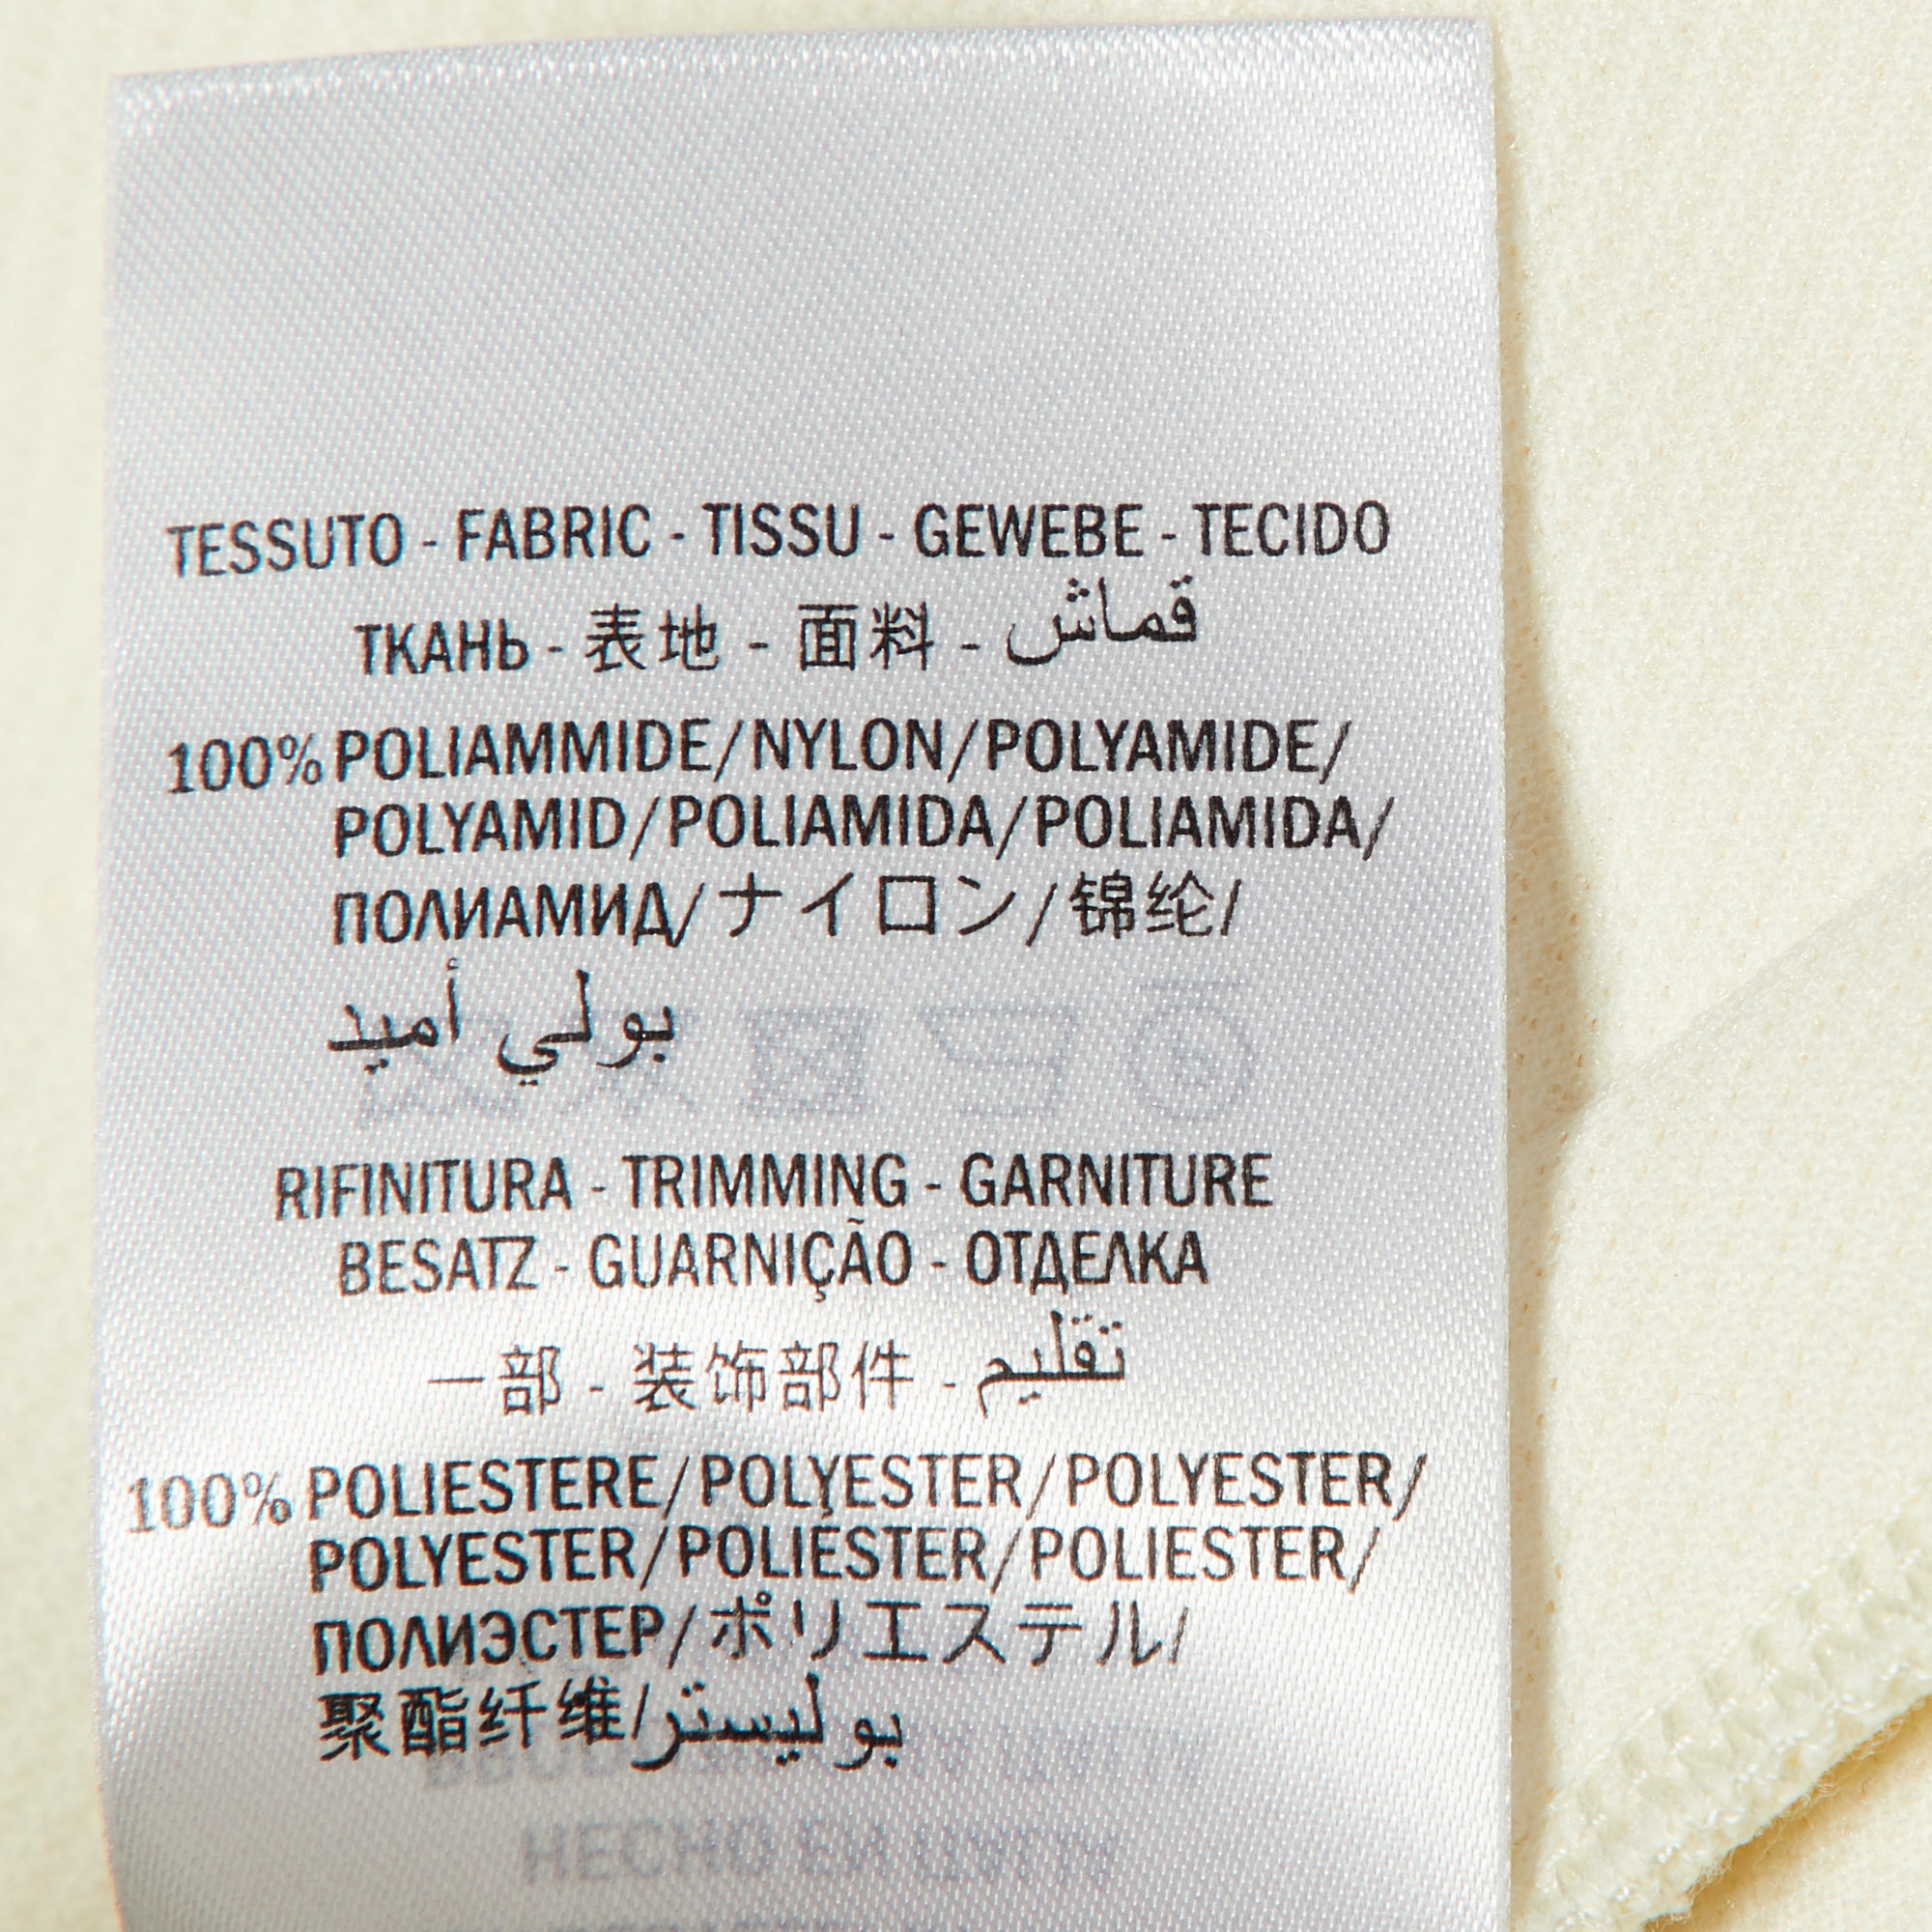 TESSUTO - FABRIC - TISSU - GEWEBE - TECIDO
ТКАНЬ - 表地 - 面料 - قماش
100% POLIAMMIDE/NYLON/POLYAMIDE/
POLYAMID/POLIAMIDA/POLIAMIDA/
ПОЛИАМИД/ナイロン/锦纶/
بولي أميد
RIFINITURA - TRIMMING - GARNITURE
BESATZ - GUARNIÇÃO - ОТДЕЛКА
一部 - 装饰部件 - تقليم
100% POLIESTERE/POLYESTER/POLYESTER/
POLYESTER/POLIÉSTER/POLIESTER/
ПОЛИЭСТЕР/ポリエステル/
聚酯纤维/بوليستر
HECHO EN